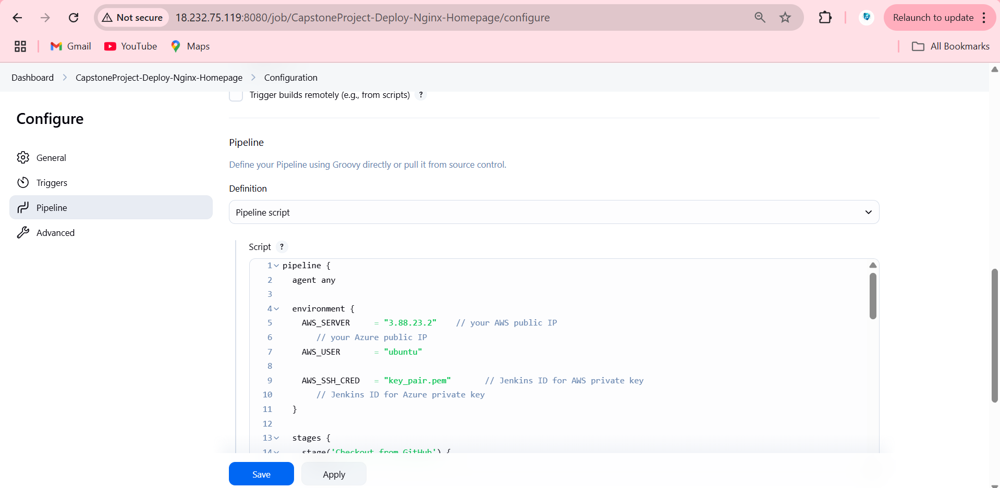 Not secure
18.232.75.119:8080/job/CapstoneProject-Deploy-Nginx-Homepage/configure
Relaunch to update
Gmail
YouTube
Maps
All Bookmarks
Dashboard
CapstoneProject-Deploy-Nginx-Homepage
Configuration
Trigger builds remotely (e.g., from scripts) ?
Configure
General
Triggers
Pipeline
Advanced
Pipeline
Define your Pipeline using Groovy directly or pull it from source control.
Definition
Pipeline script
Script ?
1 pipeline {
2 agent any
3
4 environment {
5 AWS_SERVER = "3.88.23.2" // your AWS public IP
6 // your Azure public IP
7 AWS_USER = "ubuntu"
8
9 AWS_SSH_CRED = "key_pair.pem" // Jenkins ID for AWS private key
10 // Jenkins ID for Azure private key
11 }
12
13 stages {
14 stage('Checkout from GitHub') {
Save
Apply